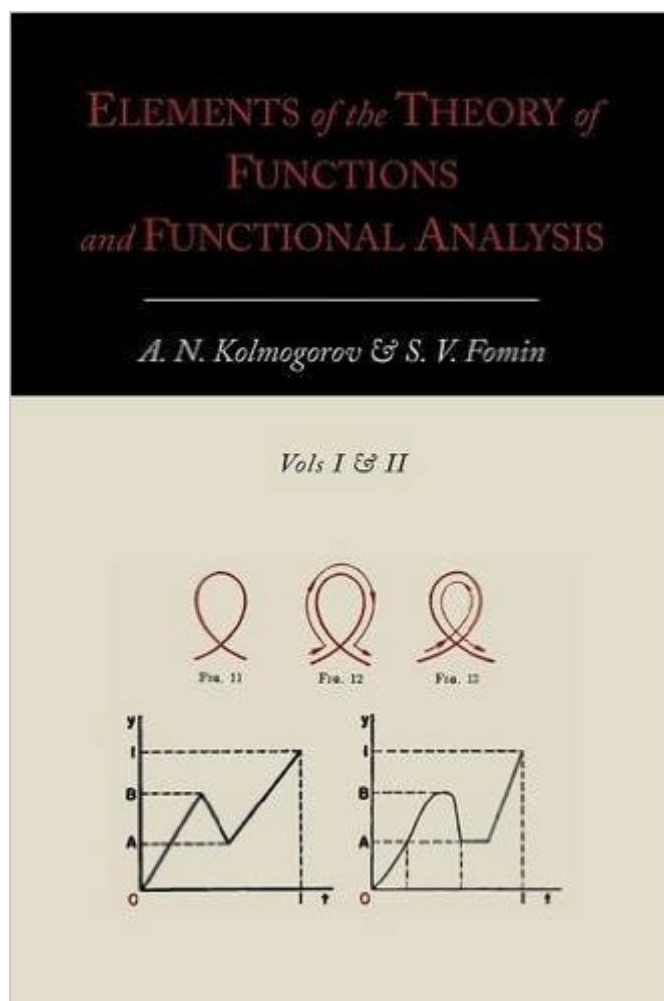 ELEMENTS of the THEORY of
FUNCTIONS
and FUNCTIONAL ANALYSIS
A. N. Kolmogorov & S. V. Fomin
Vols I & II
FIG. 11
FIG. 12
FIG. 13
y
1
B
A
O
1
t
y
1
B
A
O
1
t